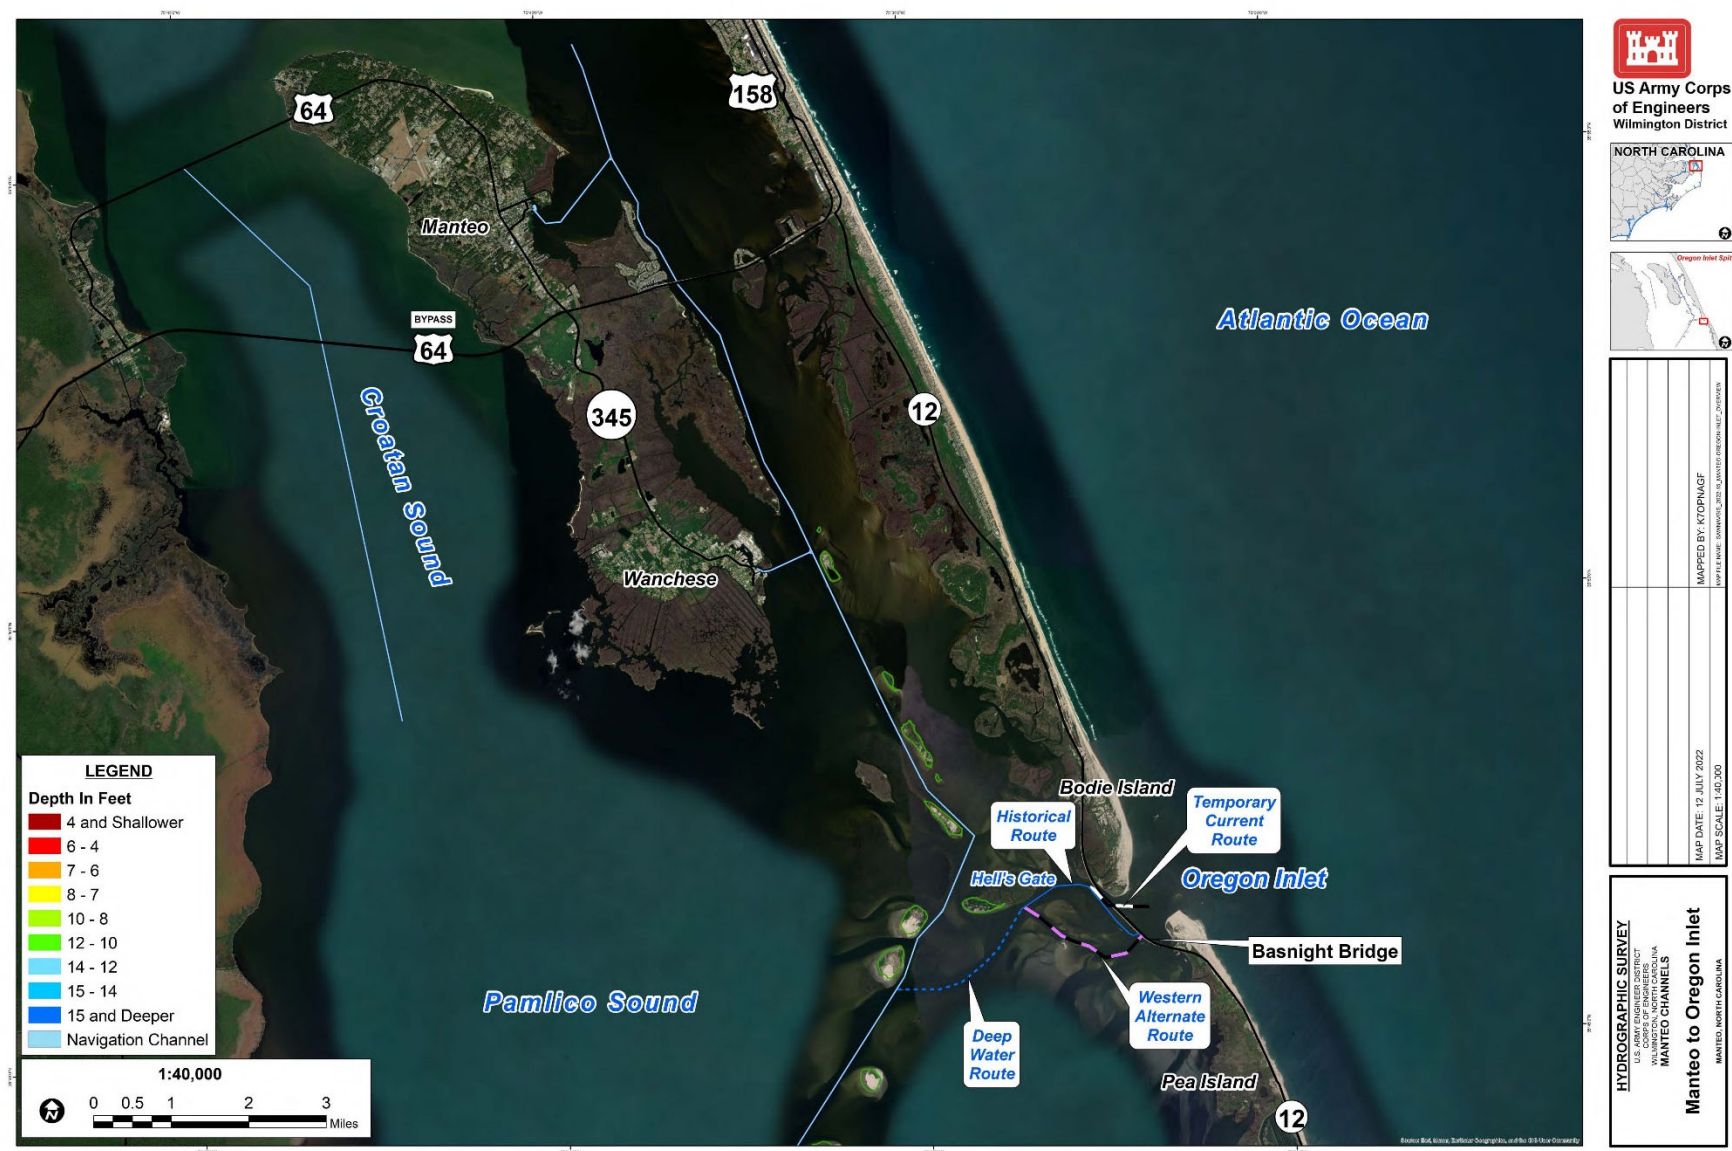 64
158
Manteo
BYPASS
64
345
12
Croatan Sound
Atlantic Ocean
Wanchese
Bodie Island
Historical
Route
Temporary
Current
Route
Hell's Gate
Oregon Inlet
Basnight Bridge
Pamlico Sound
Deep
Water
Route
Western
Alternate
Route
Pea Island
12
LEGEND
Depth In Feet
4 and Shallower
6 - 4
7 - 6
8 - 7
10 - 8
12 - 10
14 - 12
15 - 14
15 and Deeper
Navigation Channel
1:40,000
N
0 0.5 1 2 3
Miles
US Army Corps
of Engineers
Wilmington District
NORTH CAROLINA
N
Oregon Inlet Spit
N
MAPPED BY: K7OPNAGF
MAP DATE: 12 JULY 2022
MAP SCALE: 1:40,000
HYDROGRAPHIC SURVEY
U.S. ARMY ENGINEER DISTRICT
CORPS OF ENGINEERS
WILMINGTON, NORTH CAROLINA
MANTEO CHANNELS
Manteo to Oregon Inlet
MANTEO, NORTH CAROLINA